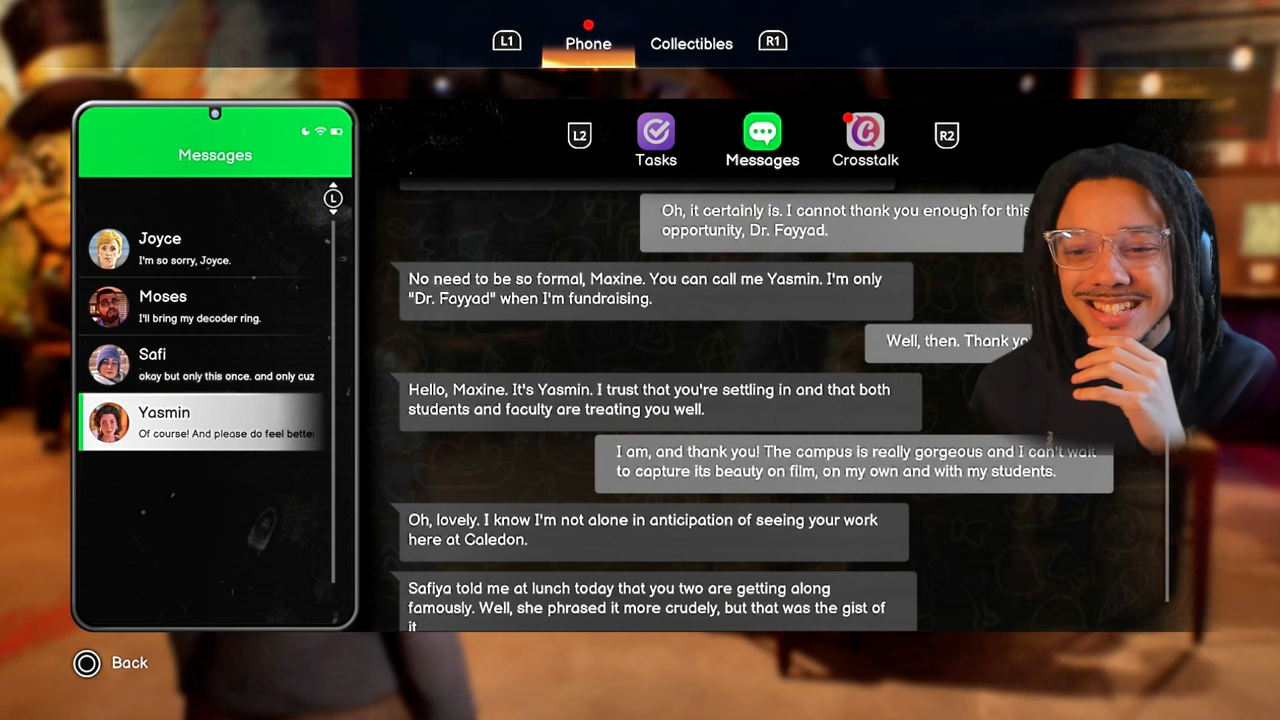 L1
Phone
Collectibles
R1
Messages
L
Joyce
I'm so sorry, Joyce.
Moses
I'll bring my decoder ring.
Safi
okay but only this once. and only cuz
Yasmin
Of course! And please do feel better
L2
Tasks
Messages
Crosstalk
R2
Oh, it certainly is. I cannot thank you enough for this
opportunity, Dr. Fayyad.
No need to be so formal, Maxine. You can call me Yasmin. I'm only
"Dr. Fayyad" when I'm fundraising.
Well, then. Thank yo
Hello, Maxine. It's Yasmin. I trust that you're settling in and that both
students and faculty are treating you well.
I am, and thank you! The campus is really gorgeous and I can't wait
to capture its beauty on film, on my own and with my students.
Oh, lovely. I know I'm not alone in anticipation of seeing your work
here at Caledon.
Safiya told me at lunch today that you two are getting along
famously. Well, she phrased it more crudely, but that was the gist of
it
Back